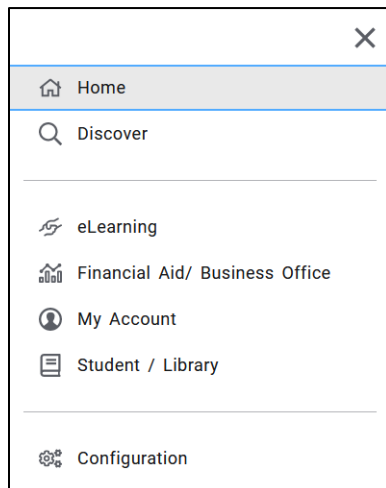 Home
Discover
eLearning
Financial Aid/ Business Office
My Account
Student / Library
Configuration